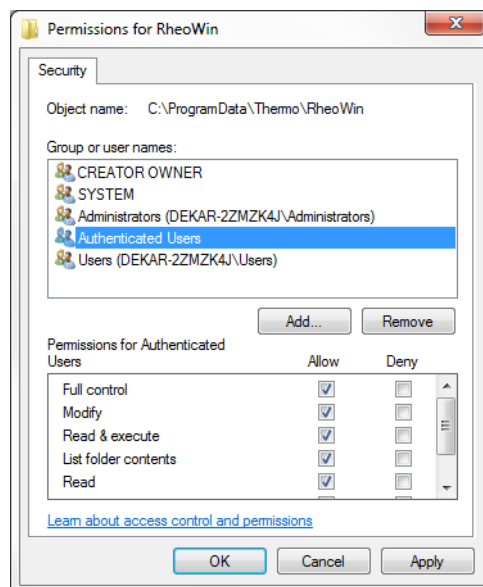 Permissions for RheoWin
Security
Object name: C:\ProgramData\Thermo\RheoWin
Group or user names:
CREATOR OWNER
SYSTEM
Administrators (DEKAR-2ZMZK4J\Administrators)
Authenticated Users
Users (DEKAR-2ZMZK4J\Users)
Add... Remove
Permissions for Authenticated
Users Allow Deny
Full control
Modify
Read & execute
List folder contents
Read
Learn about access control and permissions
OK Cancel Apply